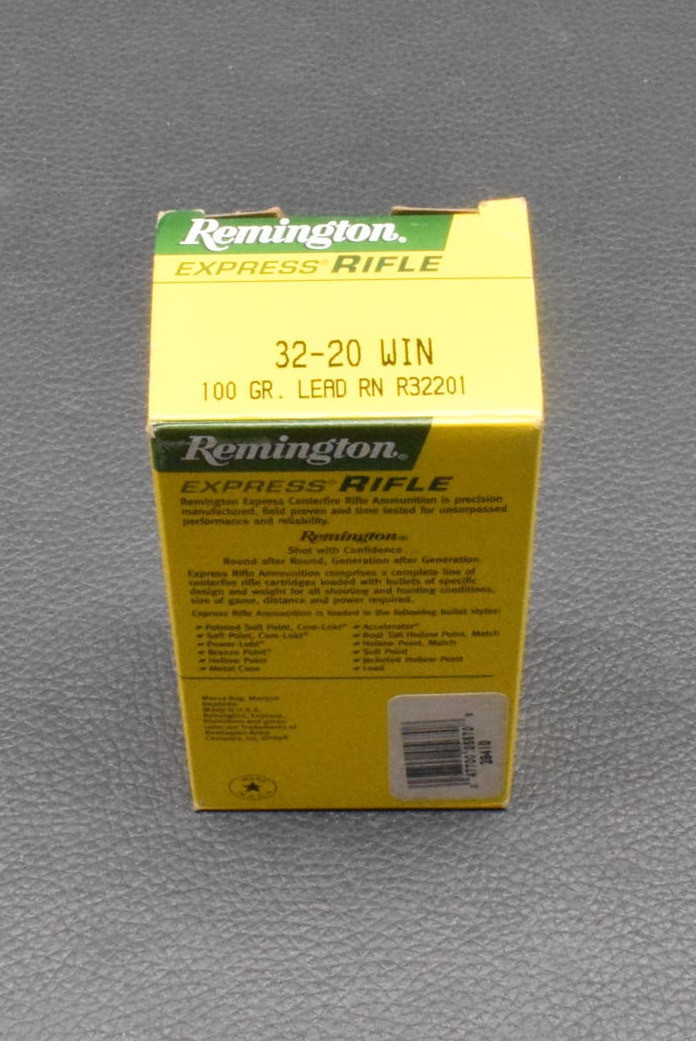 Remington.
EXPRESS® RIFLE
32-20 WIN
100 GR. LEAD RN R32201
Remington.
EXPRESS® RIFLE
Remington Express Centerfire Rifle Ammunition is precision
manufactured, field proven and time tested for unsurpassed
performance and reliability.
Remington®
Shot with Confidence...
Round after Round, Generation after Generation.
Express Rifle Ammunition comprises a complete line of
centerfire rifle cartridges loaded with bullets of specific
design and weight for all shooting and hunting conditions,
size of game, distance and power required.
Express Rifle Ammunition is loaded in the following bullet styles:
Pointed Soft Point, Core-Lokt®
Soft Point, Core-Lokt®
Power-Lokt®
Bronze Point®
Hollow Point
Metal Case
Accelerator®
Boat Tail Hollow Point, Match
Hollow Point, Match
Soft Point
Jacketed Hollow Point
Lead
Made in U.S.A.
Remington, Express,
28410